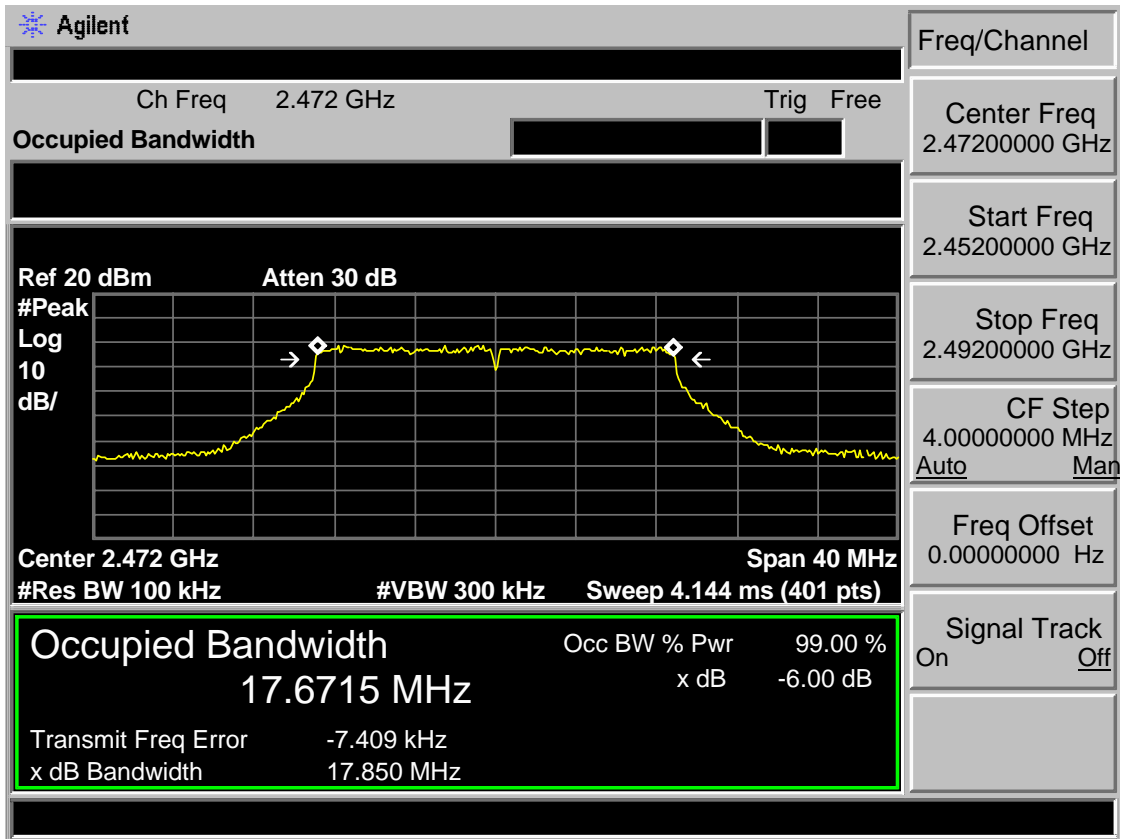 Agilent
Ch Freq 2.472 GHz Trig Free
Occupied Bandwidth
Ref 20 dBm Atten 30 dB
#Peak
Log
10
dB/
Center 2.472 GHz Span 40 MHz
#Res BW 100 kHz #VBW 300 kHz Sweep 4.144 ms (401 pts)
Occupied Bandwidth Occ BW % Pwr 99.00 %
17.6715 MHz x dB -6.00 dB
Transmit Freq Error -7.409 kHz
x dB Bandwidth 17.850 MHz
Freq/Channel
Center Freq
2.47200000 GHz
Start Freq
2.45200000 GHz
Stop Freq
2.49200000 GHz
CF Step
4.00000000 MHz
Auto Man
Freq Offset
0.00000000 Hz
Signal Track
On Off